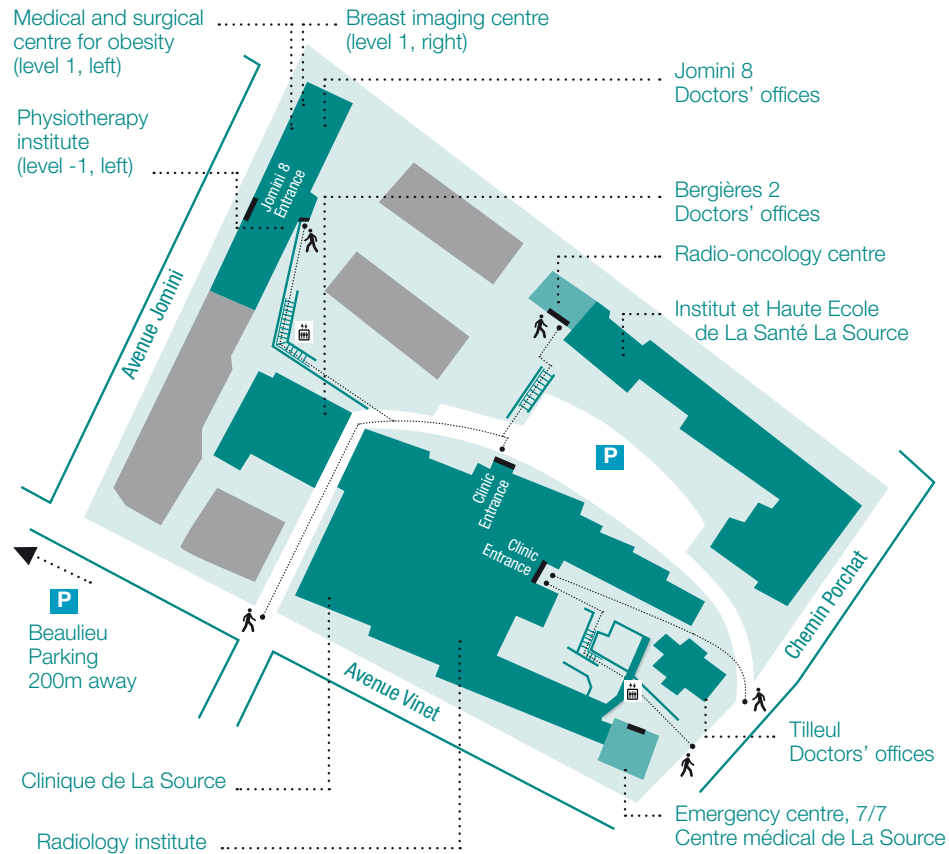 Medical and surgical
centre for obesity
(level 1, left)
Breast imaging centre
(level 1, right)
Jomini 8
Doctors’ offices
Physiotherapy
institute
(level -1, left)
Jomini 8
Entrance
Bergières 2
Doctors’ offices
Radio-oncology centre
Institut et Haute Ecole
de La Santé La Source
Avenue Jomini
P
Clinic
Entrance
Clinic
Entrance
Chemin Porchat
P
Beaulieu
Parking
200m away
Avenue Vinet
Tilleul
Doctors’ offices
Clinique de La Source
Radiology institute
Emergency centre, 7/7
Centre médical de La Source